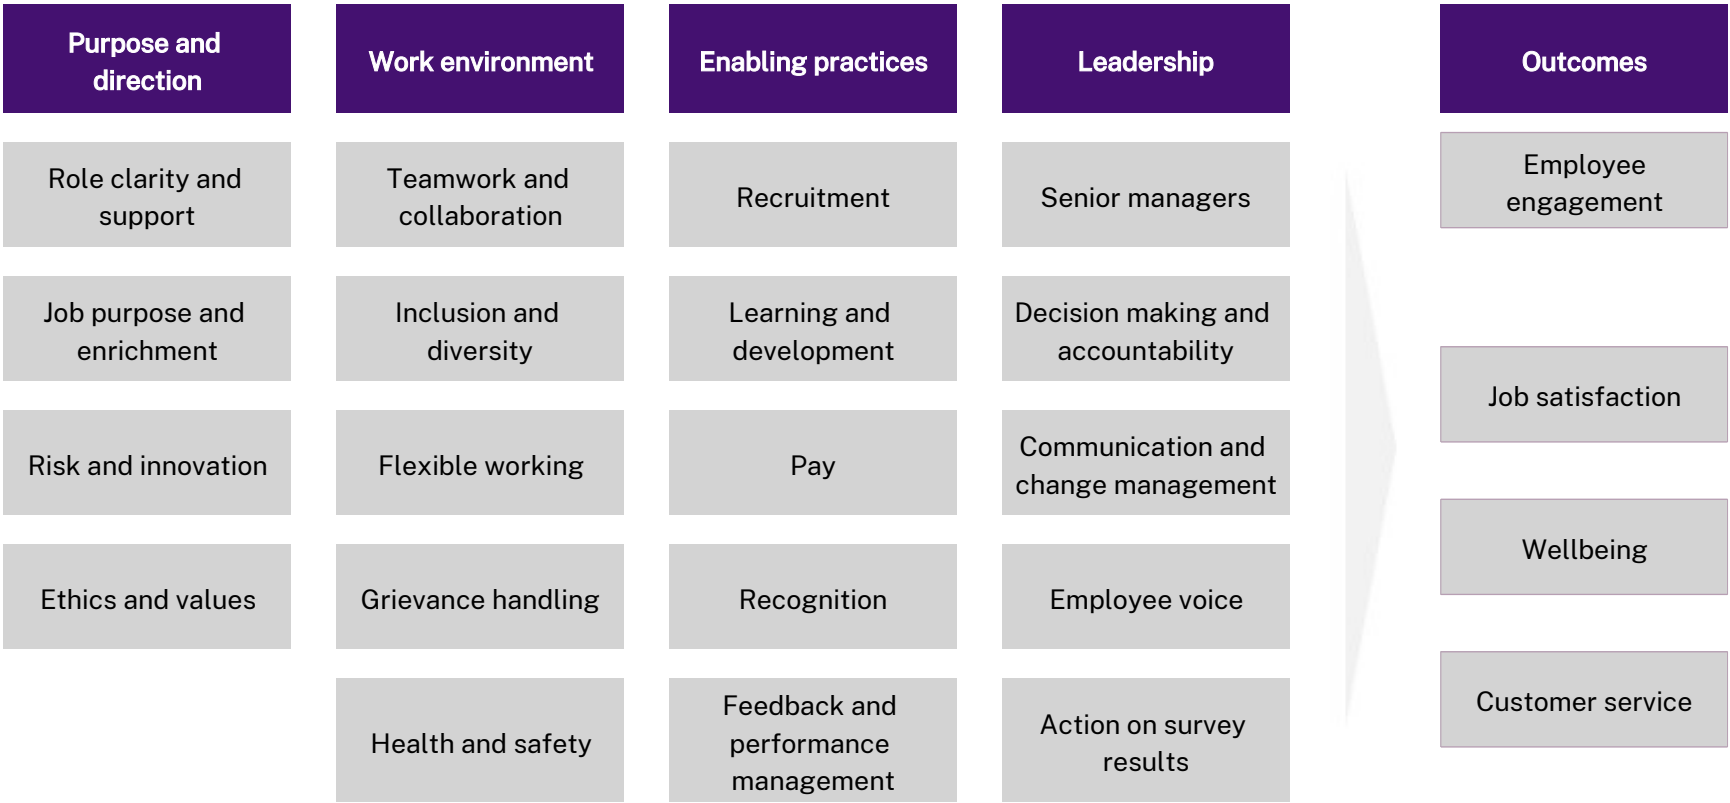 Purpose and
direction
Role clarity and
support
Job purpose and
enrichment
Risk and innovation
Ethics and values
Work environment
Teamwork and
collaboration
Inclusion and
diversity
Flexible working
Grievance handling
Health and safety
Enabling practices
Recruitment
Learning and
development
Pay
Recognition
Feedback and
performance
management
Leadership
Senior managers
Decision making and
accountability
Communication and
change management
Employee voice
Action on survey
results
Outcomes
Employee
engagement
Job satisfaction
Wellbeing
Customer service